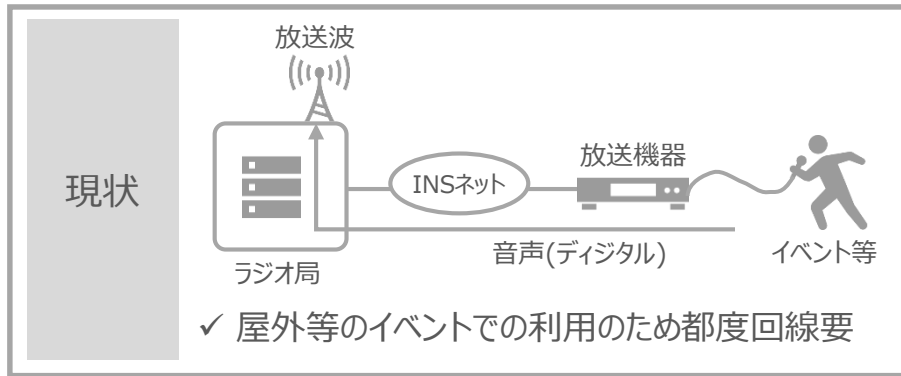 現状
放送波
INSネット
放送機器
音声(ディジタル)
イベント等
ラジオ局
✓ 屋外等のイベントでの利用のため都度回線要